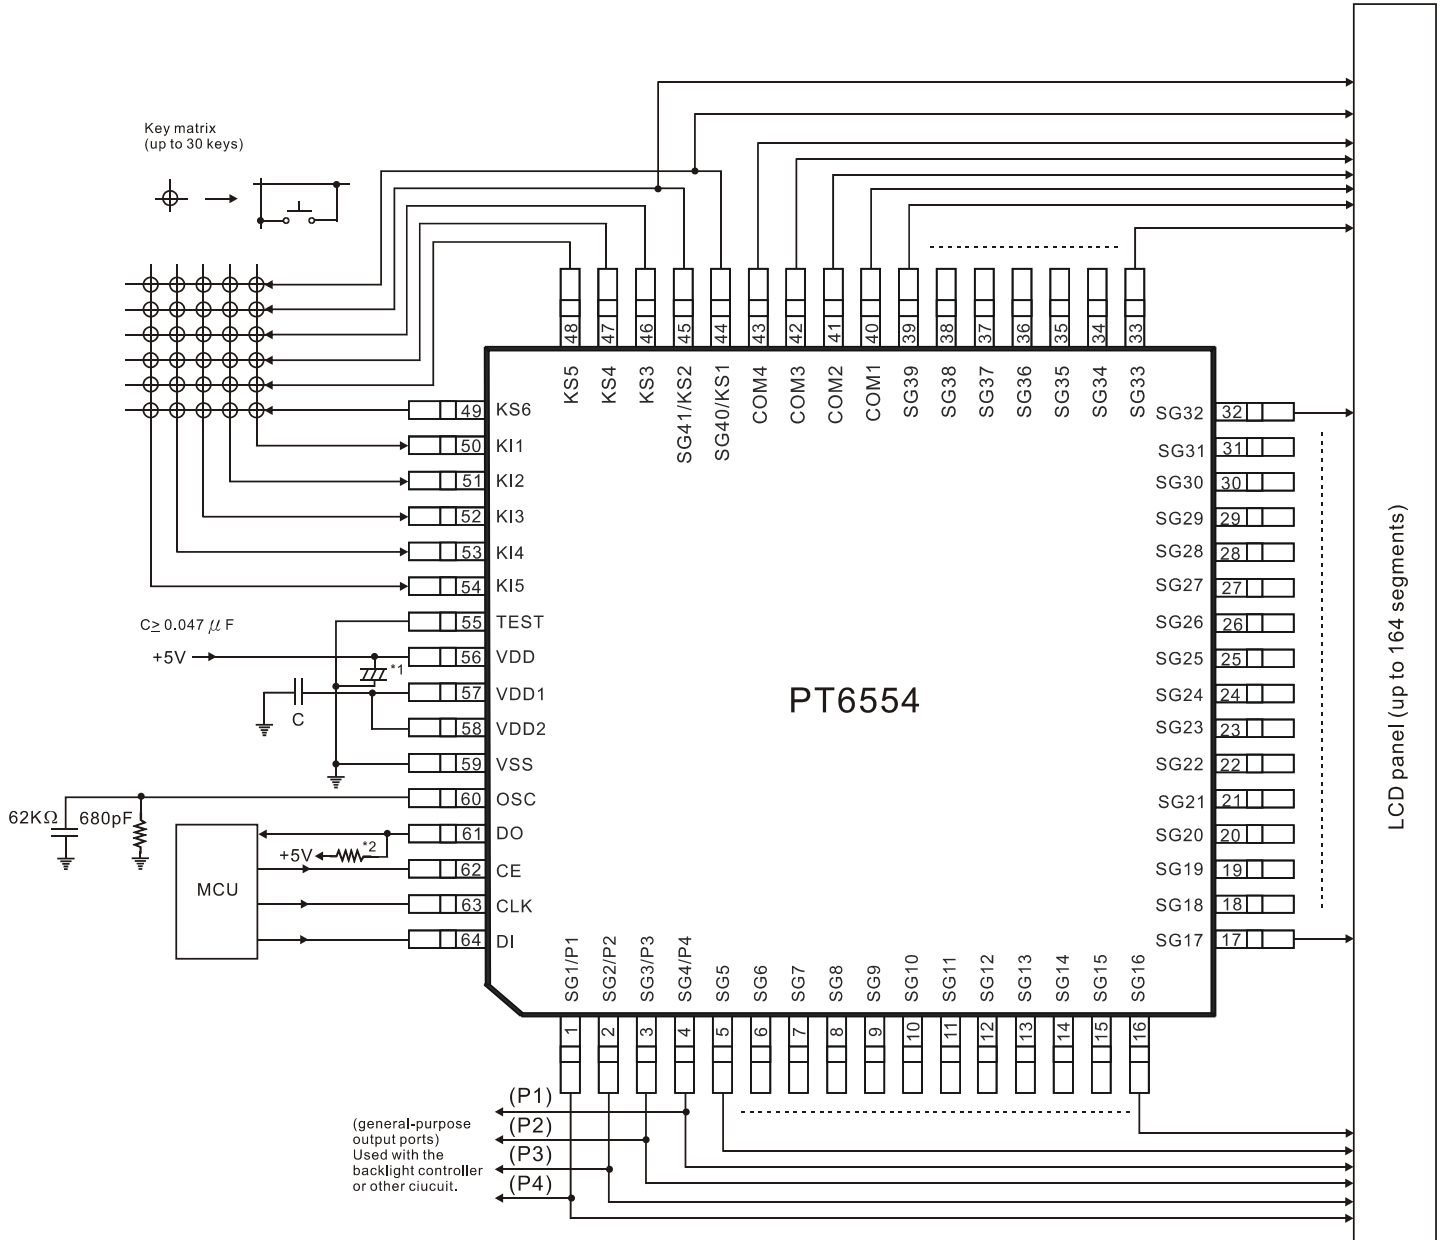 Key matrix
(up to 30 keys)
48
47
46
45
44
43
42
41
40
39
38
37
36
35
34
33
KS5
KS4
KS3
SG41/KS2
SG40/KS1
COM4
COM3
COM2
COM1
SG39
SG38
SG37
SG36
SG35
SG34
SG33
49 KS6
50 KI1
51 KI2
52 KI3
53 KI4
54 KI5
55 TEST
56 VDD
57 VDD1
58 VDD2
59 VSS
60 OSC
61 DO
62 CE
63 CLK
64 DI
C≥ 0.047 μ F
+5V
*1
C
62KΩ
680pF
+5V
*2
MCU
PT6554
SG32 32
SG31 31
SG30 30
SG29 29
SG28 28
SG27 27
SG26 26
SG25 25
SG24 24
SG23 23
SG22 22
SG21 21
SG20 20
SG19 19
SG18 18
SG17 17
LCD panel (up to 164 segments)
SG1/P1
SG2/P2
SG3/P3
SG4/P4
SG5
SG6
SG7
SG8
SG9
SG10
SG11
SG12
SG13
SG14
SG15
SG16
1
2
3
4
5
6
7
8
9
10
11
12
13
14
15
16
(P1)
(P2)
(P3)
(P4)
(general-purpose
output ports)
Used with the
backlight controller
or other ciucuit.